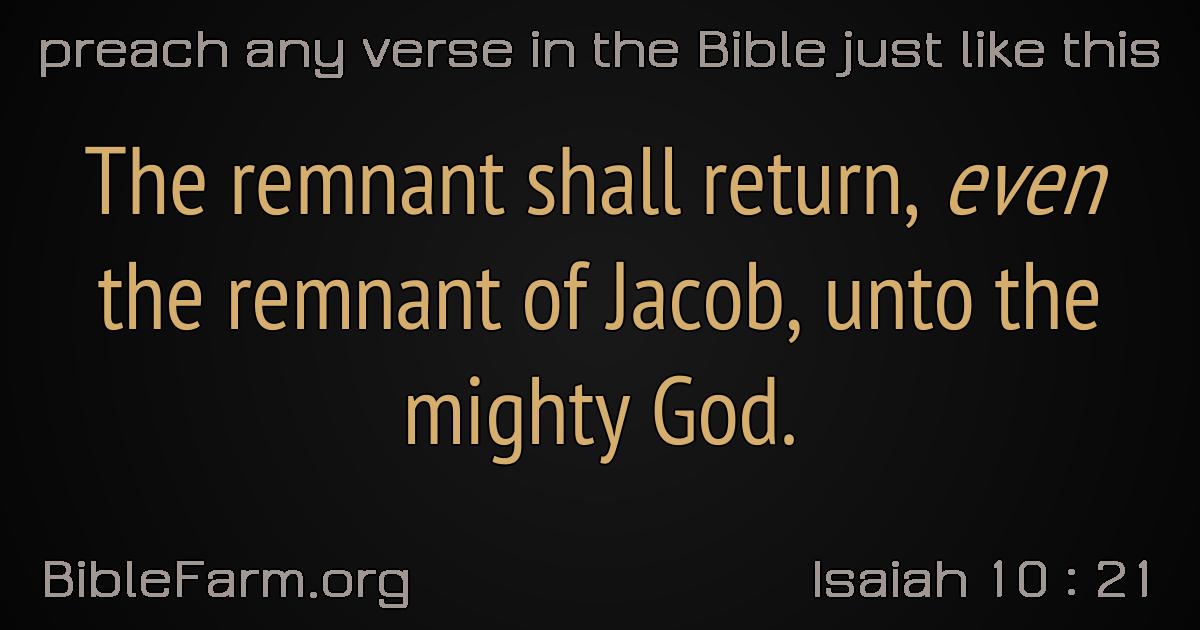 preach any verse in the Bible just like this
The remnant shall return, even
the remnant of Jacob, unto the
mighty God.
BibleFarm.org
Isaiah 10 : 21